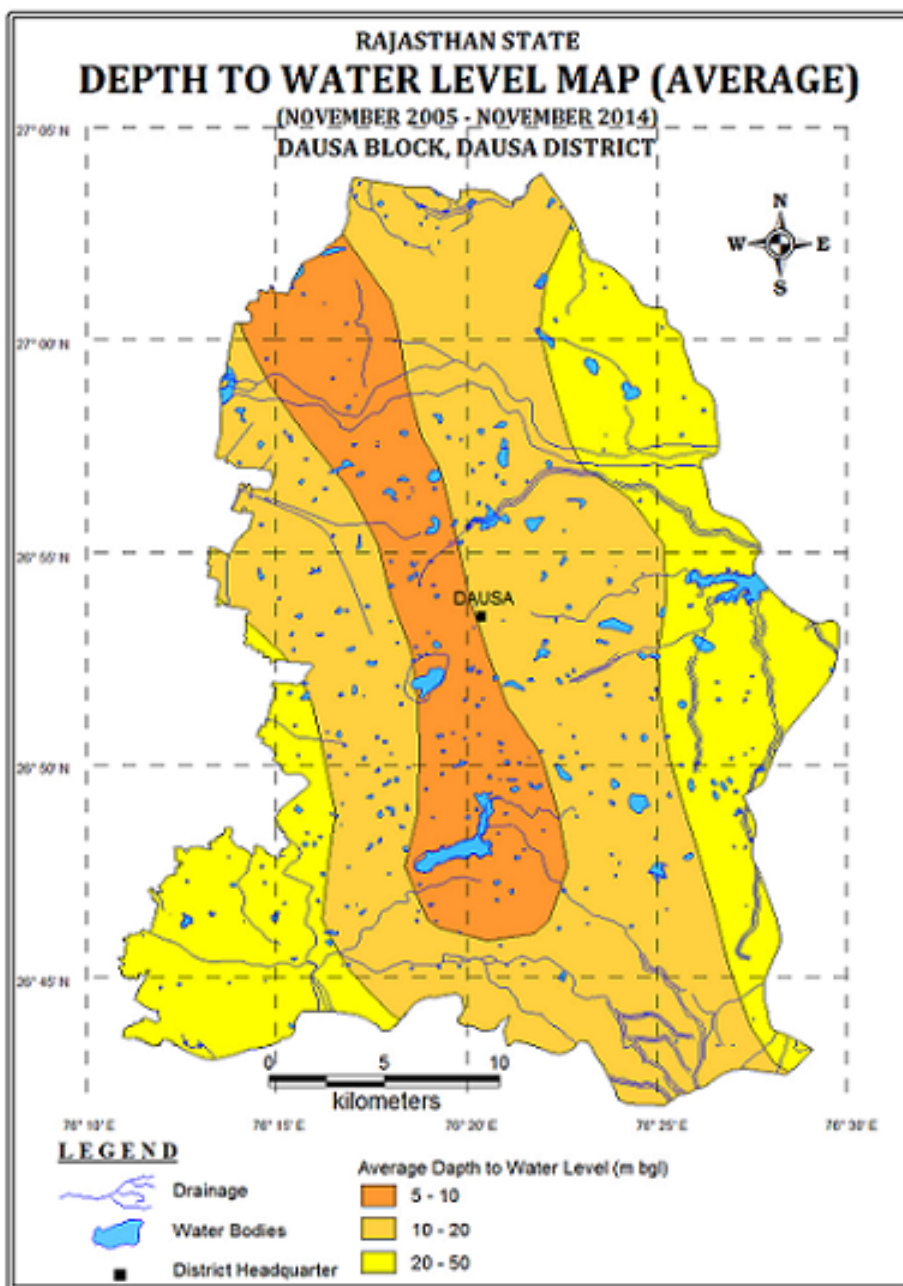 RAJASTHAN STATE
DEPTH TO WATER LEVEL MAP (AVERAGE)
(NOVEMBER 2005 - NOVEMBER 2014)
DAUSA BLOCK, DAUSA DISTRICT
27° 05' N
N
W E
S
27° 00' N
26° 55' N
DAUSA
26° 50' N
26° 45' N
0 5 10
kilometers
76° 10' E 76° 15' E 76° 20' E 76° 25' E 76° 30' E
LEGEND
Drainage
Water Bodies
District Headquarter
Average Dapth to Water Level (m bgl)
5 - 10
10 - 20
20 - 50